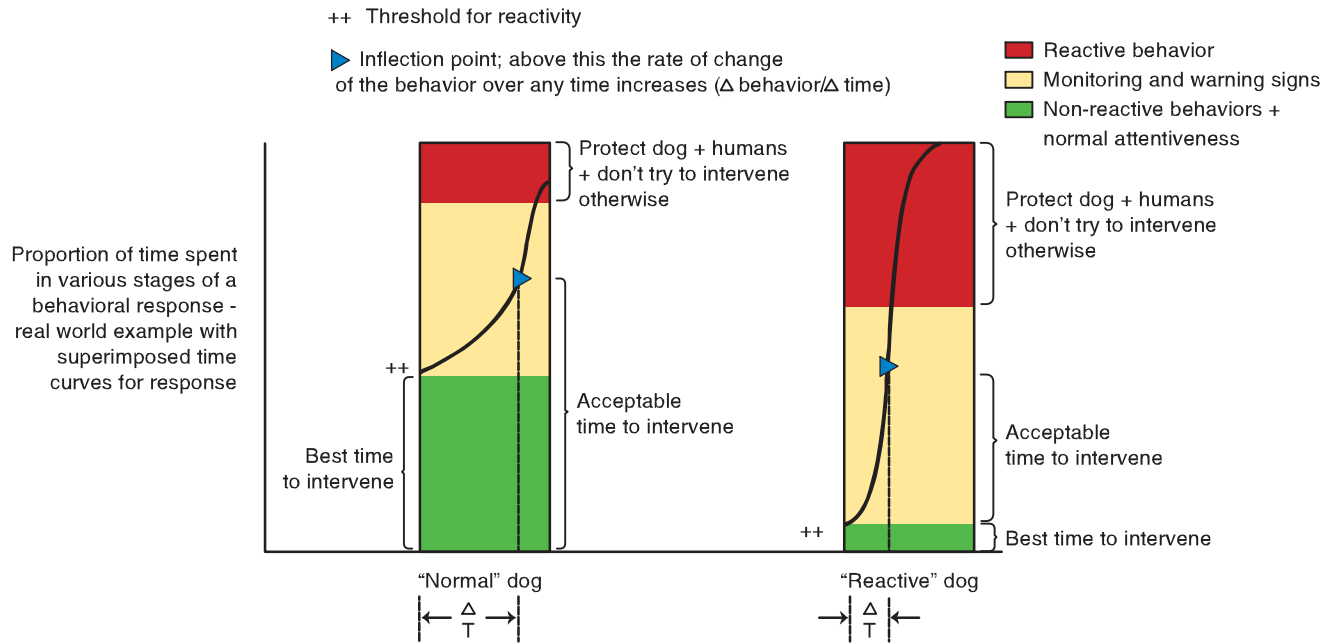 ++ Threshold for reactivity
Inflection point; above this the rate of change
of the behavior over any time increases (Δ behavior/Δ time)
Reactive behavior
Monitoring and warning signs
Non-reactive behaviors +
normal attentiveness
Proportion of time spent
in various stages of a
behavioral response -
real world example with
superimposed time
curves for response
Protect dog + humans
+ don’t try to intervene
otherwise
++
Best time
to intervene
Acceptable
time to intervene
Protect dog + humans
+ don’t try to intervene
otherwise
Acceptable
time to intervene
++
Best time to intervene
“Normal” dog
“Reactive” dog
Δ
T
Δ
T